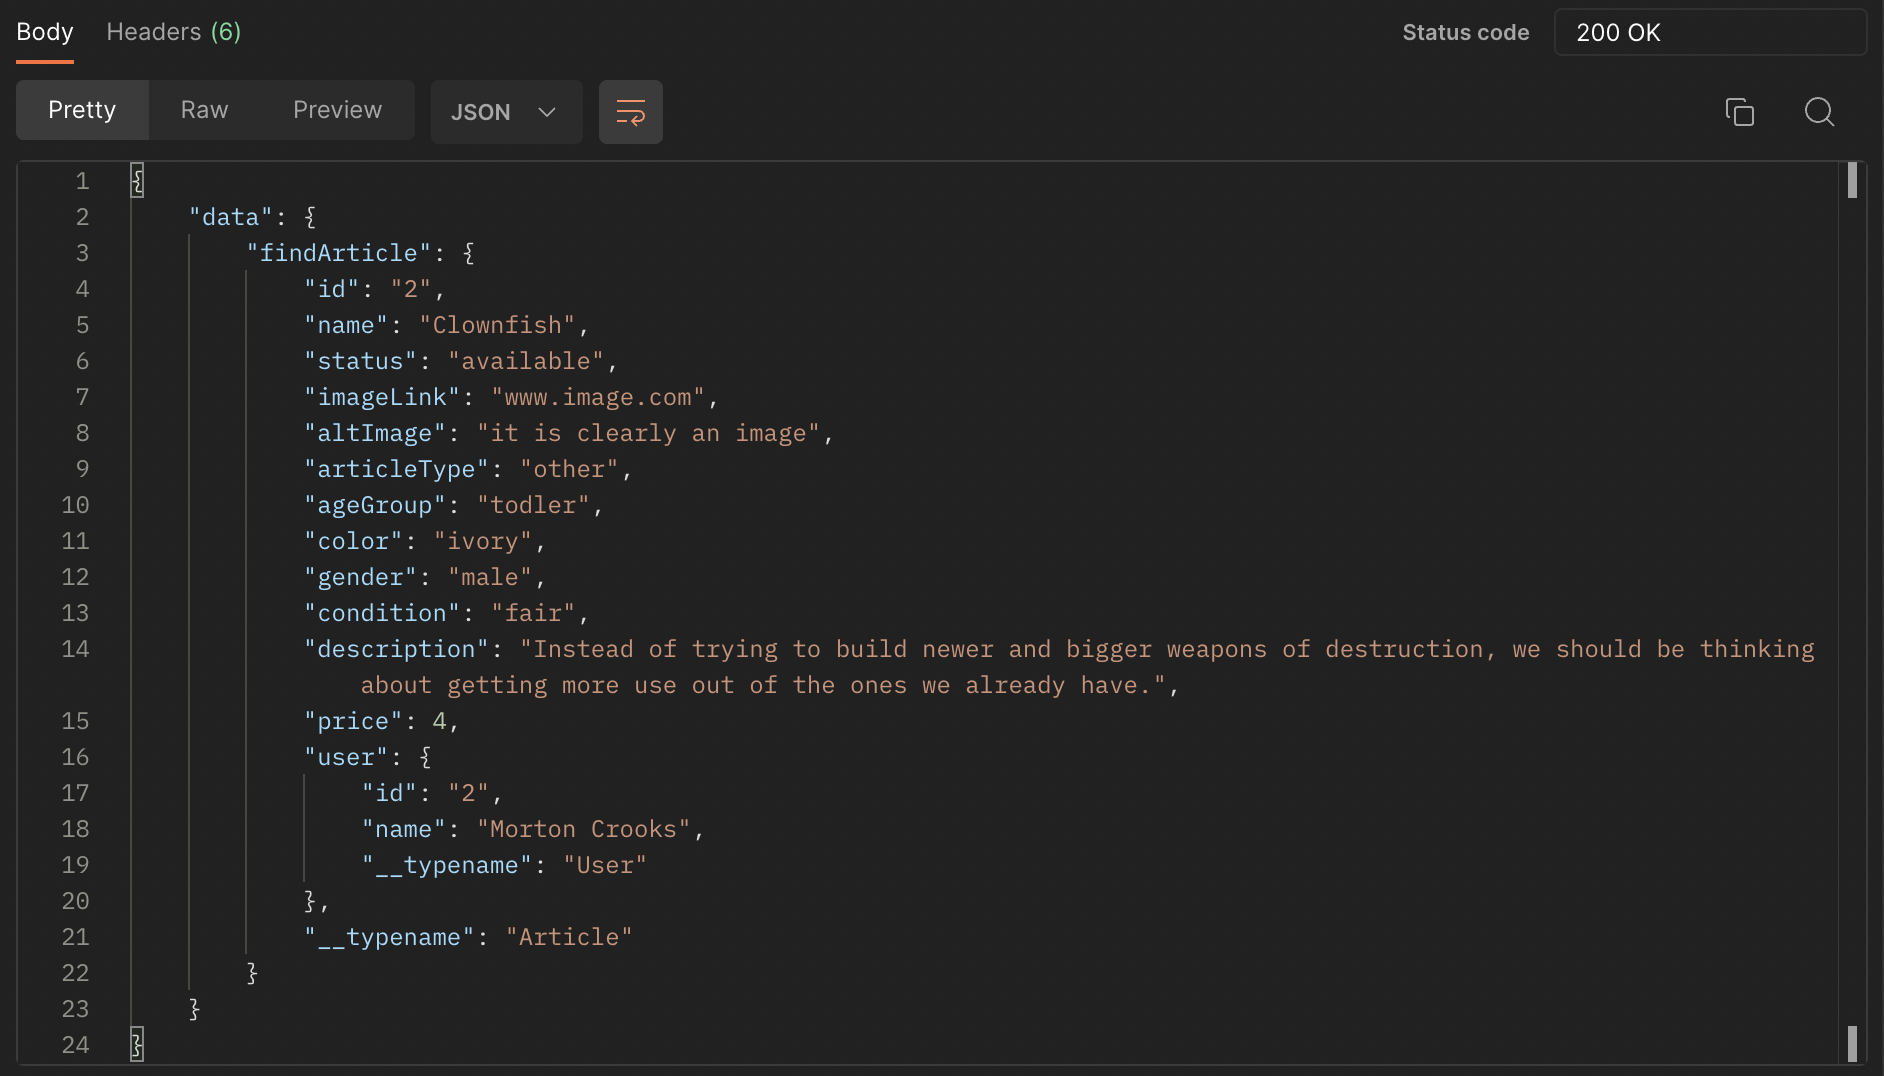 Body Headers (6) Status code 200 OK
Pretty Raw Preview JSON
1 {
2 "data": {
3 "findArticle": {
4 "id": "2",
5 "name": "Clownfish",
6 "status": "available",
7 "imageLink": "www.image.com",
8 "altImage": "it is clearly an image",
9 "articleType": "other",
10 "ageGroup": "todler",
11 "color": "ivory",
12 "gender": "male",
13 "condition": "fair",
14 "description": "Instead of trying to build newer and bigger weapons of destruction, we should be thinking
about getting more use out of the ones we already have.",
15 "price": 4,
16 "user": {
17 "id": "2",
18 "name": "Morton Crooks",
19 "__typename": "User"
20 },
21 "__typename": "Article"
22 }
23 }
24 }